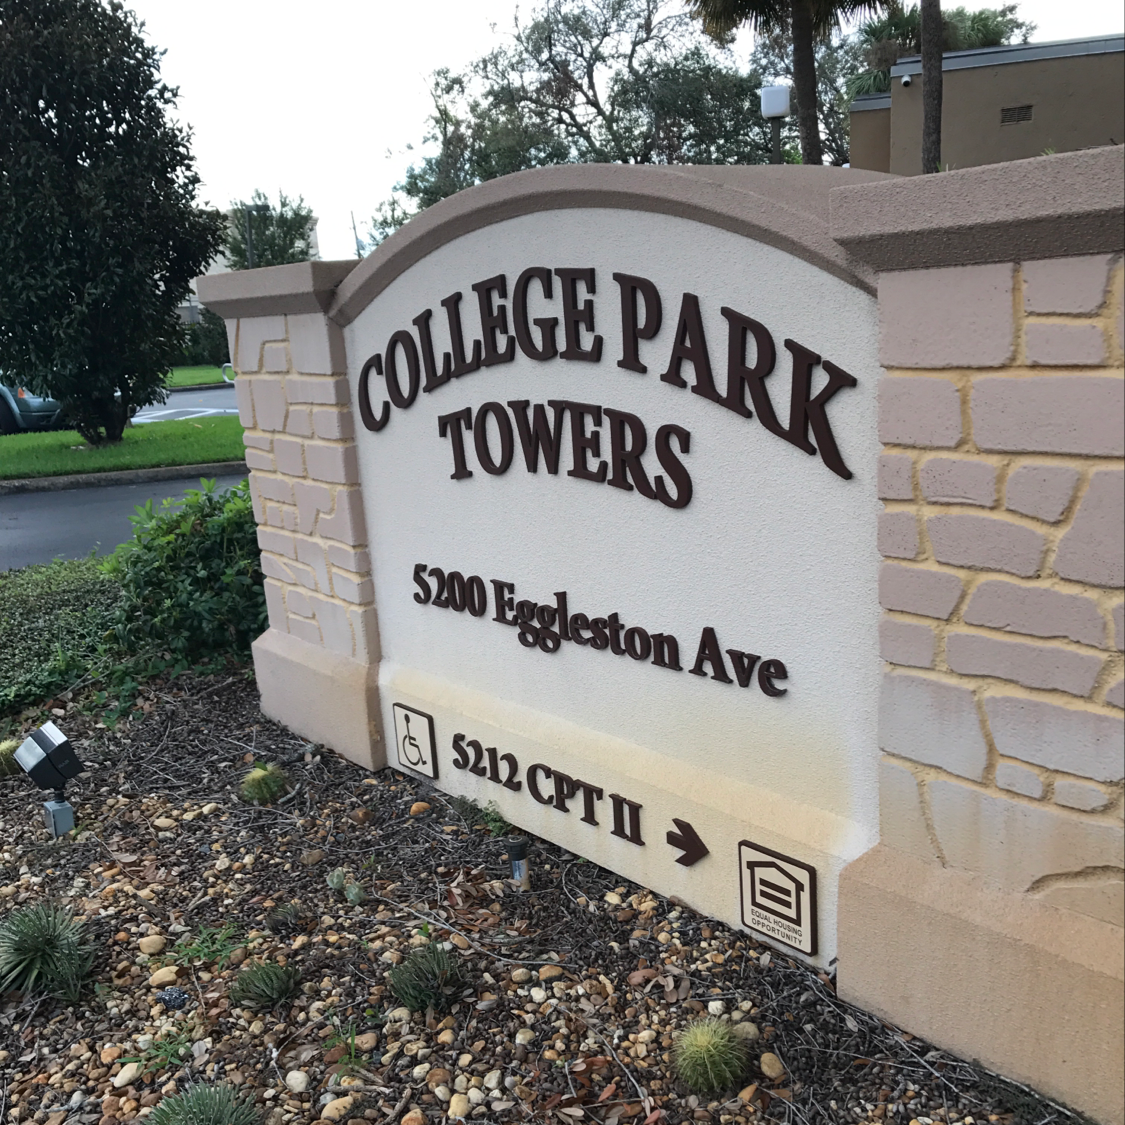 COLLEGE PARK
TOWERS
5200 Eggleston Ave
5212 CPT II
EQUAL HOUSING
OPPORTUNITY